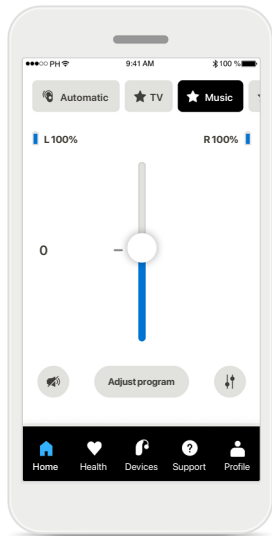 ●●●○○ PH 9:41 AM 100 %
Automatic TV Music
L 100% R 100%
0
Adjust program
Home Health Devices Support Profile